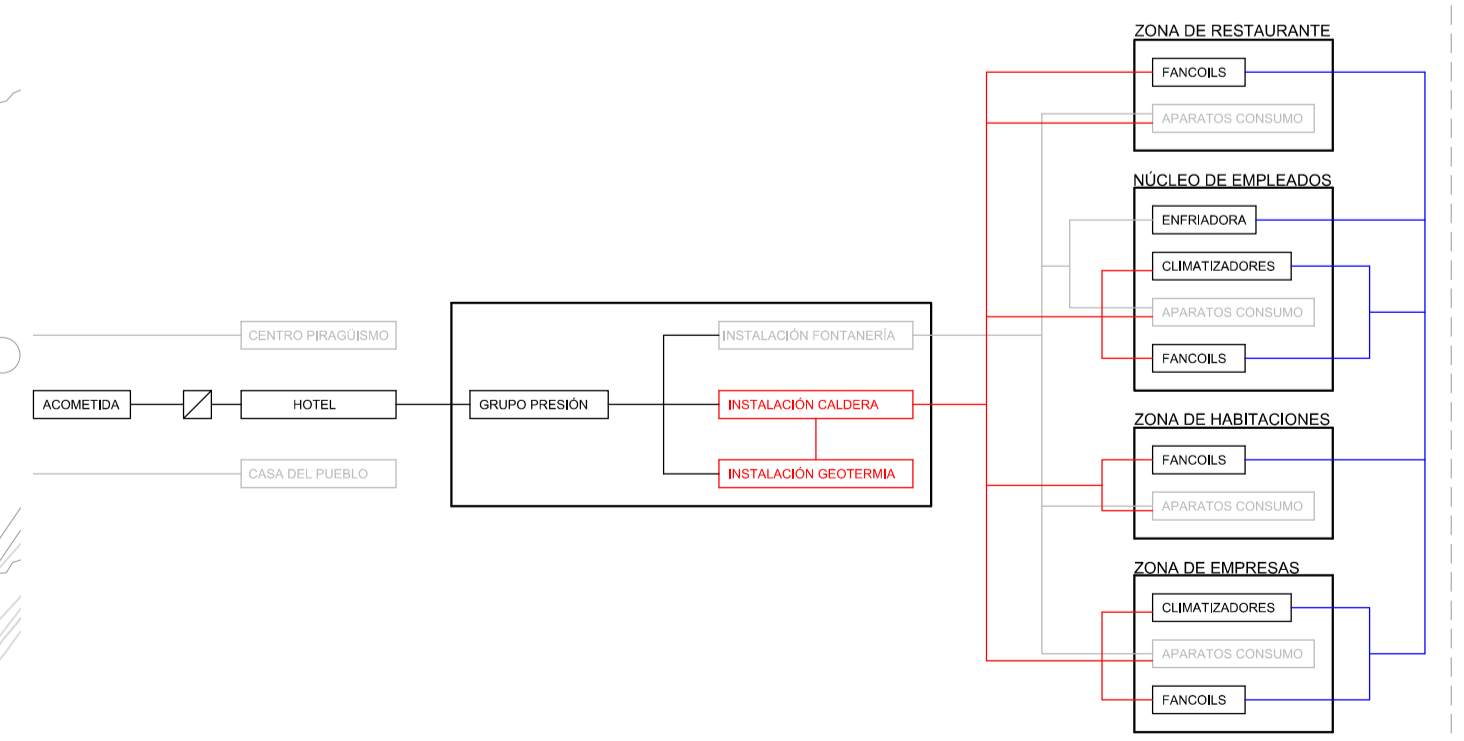 ZONA DE RESTAURANTE
FANCOILS
APARATOS CONSUMO
NÚCLEO DE EMPLEADOS
ENFRIADORA
CLIMATIZADORES
APARATOS CONSUMO
FANCOILS
CENTRO PIRAGÜISMO
INSTALACIÓN FONTANERÍA
ACOMETIDA
HOTEL
GRUPO PRESIÓN
INSTALACIÓN CALDERA
CASA DEL PUEBLO
INSTALACIÓN GEOTERMIA
ZONA DE HABITACIONES
FANCOILS
APARATOS CONSUMO
ZONA DE EMPRESAS
CLIMATIZADORES
APARATOS CONSUMO
FANCOILS